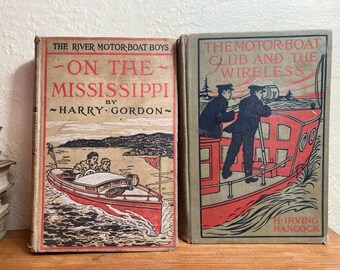 THE RIVER MOTOR-BOAT BOYS
ON THE
MISSISSIPPI
BY
HARRY·GORDON
THE MOTOR-BOAT
CLUB AND THE
WIRELESS
H. IRVING
HANCOCK